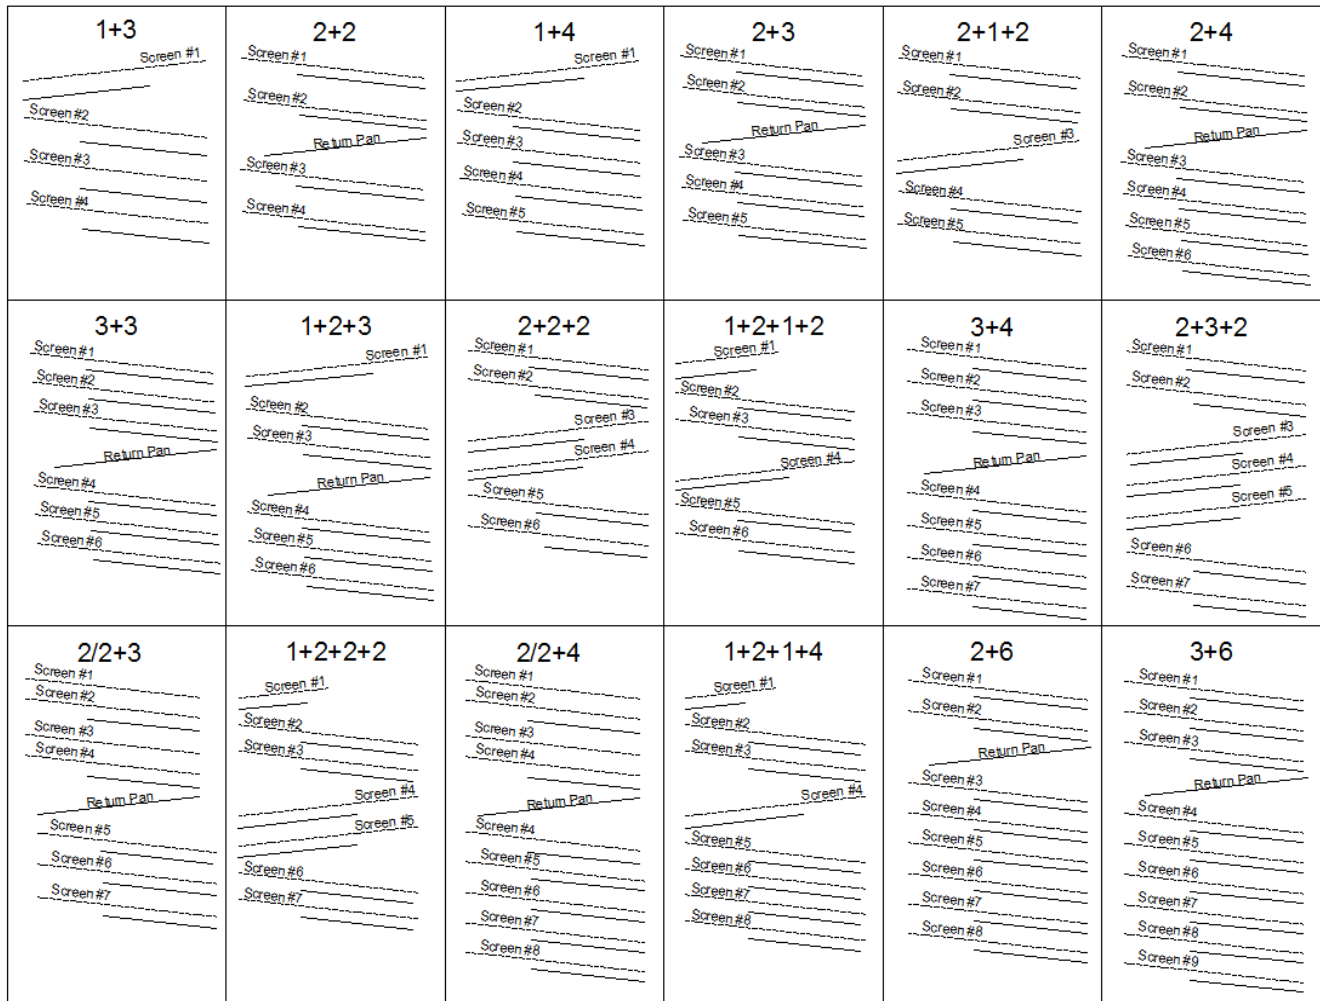 1+3
Screen #1
Screen #2
Screen #3
Screen #4
2+2
Screen #1
Screen #2
Return Pan
Screen #3
Screen #4
1+4
Screen #1
Screen #2
Screen #3
Screen #4
Screen #5
2+3
Screen #1
Screen #2
Return Pan
Screen #3
Screen #4
Screen #5
2+1+2
Screen #1
Screen #2
Screen #3
Screen #4
Screen #5
2+4
Screen #1
Screen #2
Return Pan
Screen #3
Screen #4
Screen #5
Screen #6
3+3
Screen #1
Screen #2
Screen #3
Return Pan
Screen #4
Screen #5
Screen #6
1+2+3
Screen #1
Screen #2
Screen #3
Return Pan
Screen #4
Screen #5
Screen #6
2+2+2
Screen #1
Screen #2
Screen #3
Screen #4
Screen #5
Screen #6
1+2+1+2
Screen #1
Screen #2
Screen #3
Screen #4
Screen #5
Screen #6
3+4
Screen #1
Screen #2
Screen #3
Return Pan
Screen #4
Screen #5
Screen #6
Screen #7
2+3+2
Screen #1
Screen #2
Screen #3
Screen #4
Screen #5
Screen #6
Screen #7
2/2+3
Screen #1
Screen #2
Screen #3
Screen #4
Return Pan
Screen #5
Screen #6
Screen #7
1+2+2+2
Screen #1
Screen #2
Screen #3
Screen #4
Screen #5
Screen #6
Screen #7
2/2+4
Screen #1
Screen #2
Screen #3
Screen #4
Return Pan
Screen #4
Screen #5
Screen #6
Screen #7
Screen #8
1+2+1+4
Screen #1
Screen #2
Screen #3
Screen #4
Screen #5
Screen #6
Screen #7
Screen #8
2+6
Screen #1
Screen #2
Return Pan
Screen #3
Screen #4
Screen #5
Screen #6
Screen #7
Screen #8
3+6
Screen #1
Screen #2
Screen #3
Return Pan
Screen #4
Screen #5
Screen #6
Screen #7
Screen #8
Screen #9